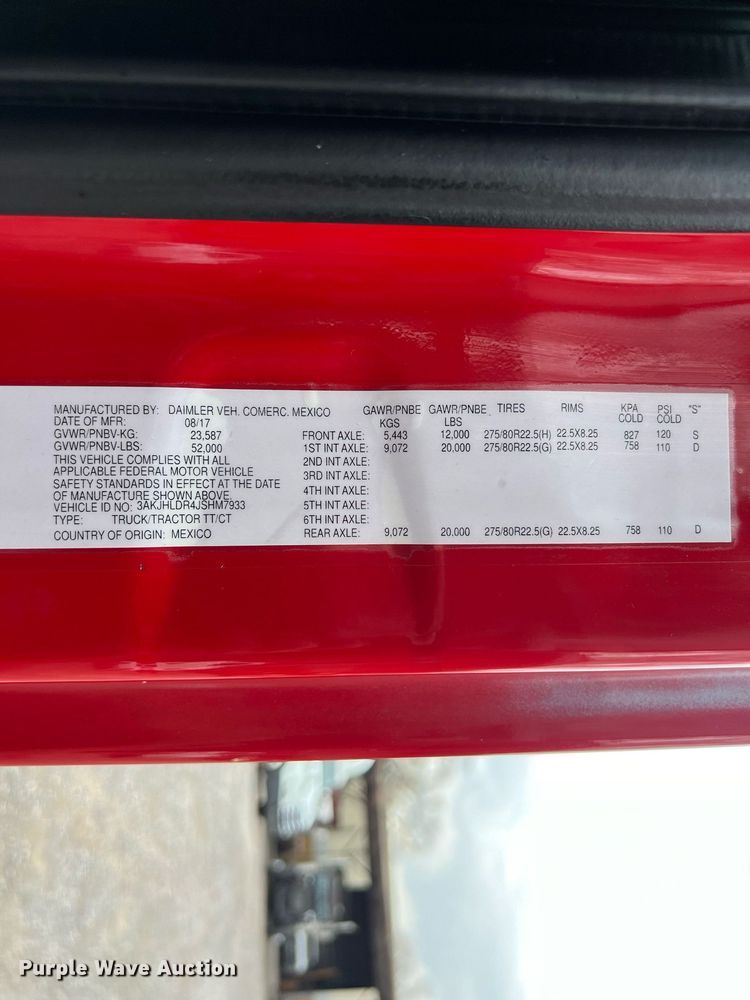 MANUFACTURED BY: DAIMLER VEH. COMERC. MEXICO
DATE OF MFR: 08/17
GVWR/PNBV-KG: 23,587
GVWR/PNBV-LBS: 52,000
THIS VEHICLE COMPLIES WITH ALL
APPLICABLE FEDERAL MOTOR VEHICLE
SAFETY STANDARDS IN EFFECT AT THE DATE
OF MANUFACTURE SHOWN ABOVE.
VEHICLE ID NO: 3AKJHLDR4JSHM7933
TYPE: TRUCK/TRACTOR TT/CT
COUNTRY OF ORIGIN: MEXICO
GAWR/PNBE GAWR/PNBE TIRES RIMS KPA PSI "S"
KGS LBS COLD COLD
FRONT AXLE: 5,443 12,000 275/80R22.5(H) 22.5X8.25 827 120 S
1ST INT AXLE: 9,072 20,000 275/80R22.5(G) 22.5X8.25 758 110 D
2ND INT AXLE:
3RD INT AXLE:
4TH INT AXLE:
5TH INT AXLE:
6TH INT AXLE:
REAR AXLE: 9,072 20,000 275/80R22.5(G) 22.5X8.25 758 110 D
Purple Wave Auction